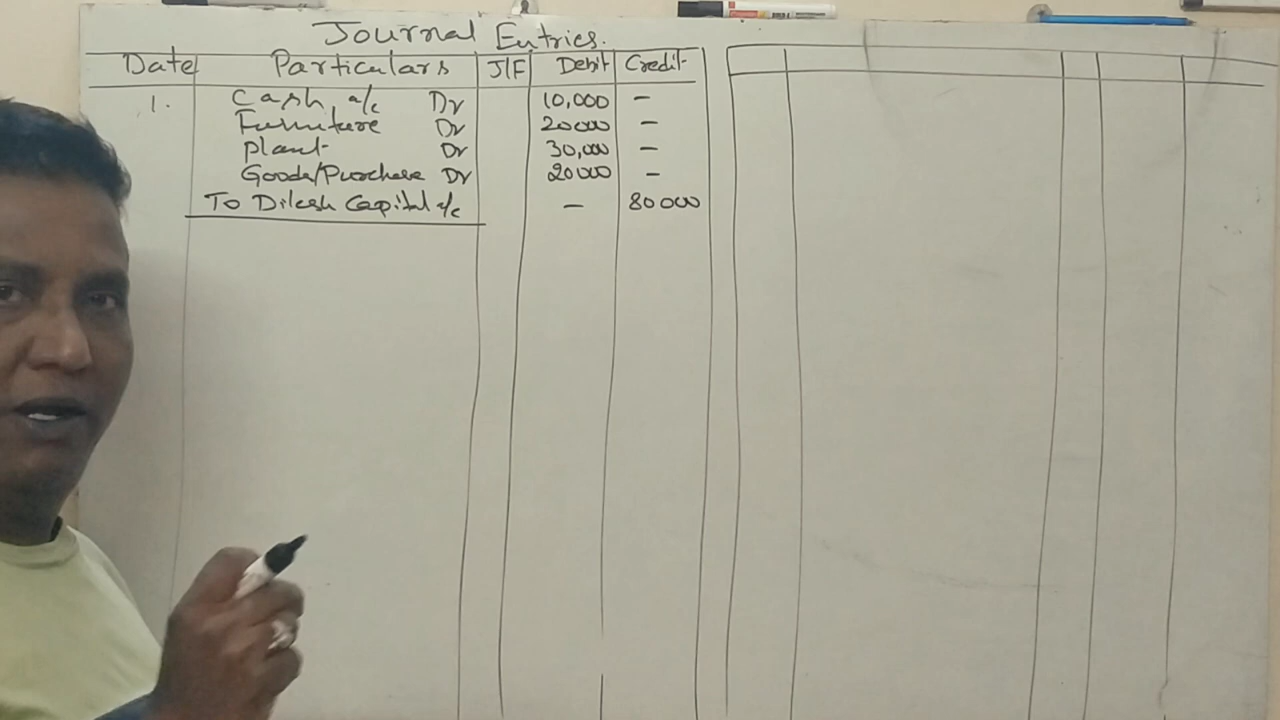 Journal Entries.
Date Particulars J/F Debit Credit
1. Cash a/c Dr 10,000 -
Furniture Dr 20000 -
Plant Dr 30,000 -
Goods/Purchase Dr 20000 -
To Dilesh Capital a/c - 80000